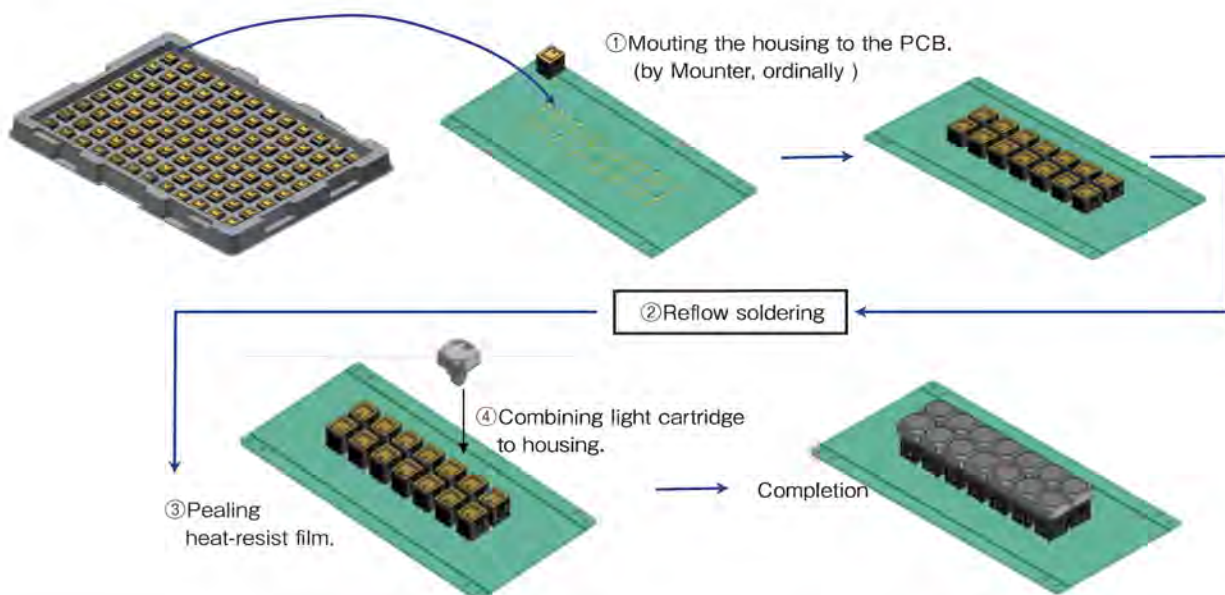 ①Mouting the housing to the PCB.
(by Mounter, ordinally )
②Reflow soldering
④Combining light cartridge
to housing.
③Pealing
heat-resist film.
Completion